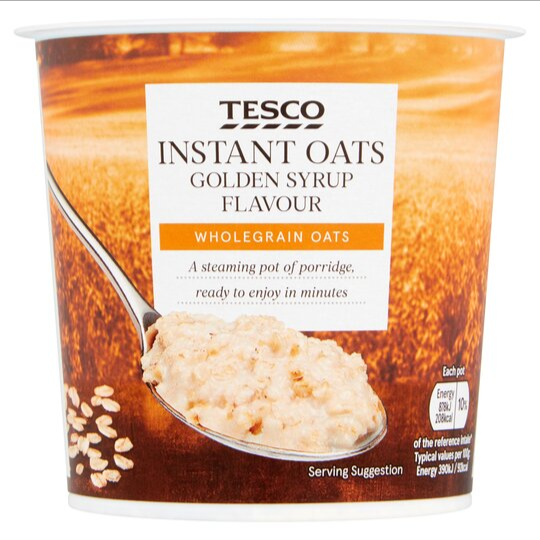 TESCO
INSTANT OATS
GOLDEN SYRUP
FLAVOUR
WHOLEGRAIN OATS
A steaming pot of porridge,
ready to enjoy in minutes
Each pot
Energy
878kJ
208kcal
10%
of the reference intake*
Typical values per 100g:
Energy 390kJ / 93kcal
Serving Suggestion